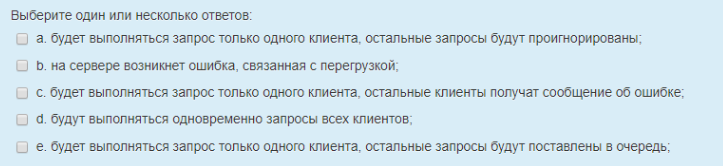 Выберите один или несколько ответов:
a. будет выполняться запрос только одного клиента, остальные запросы будут проигнорированы;
b. на сервере возникнет ошибка, связанная с перегрузкой;
c. будет выполняться запрос только одного клиента, остальные клиенты получат сообщение об ошибке;
d. будут выполняться одновременно запросы всех клиентов;
e. будет выполняться запрос только одного клиента, остальные запросы будут поставлены в очередь;